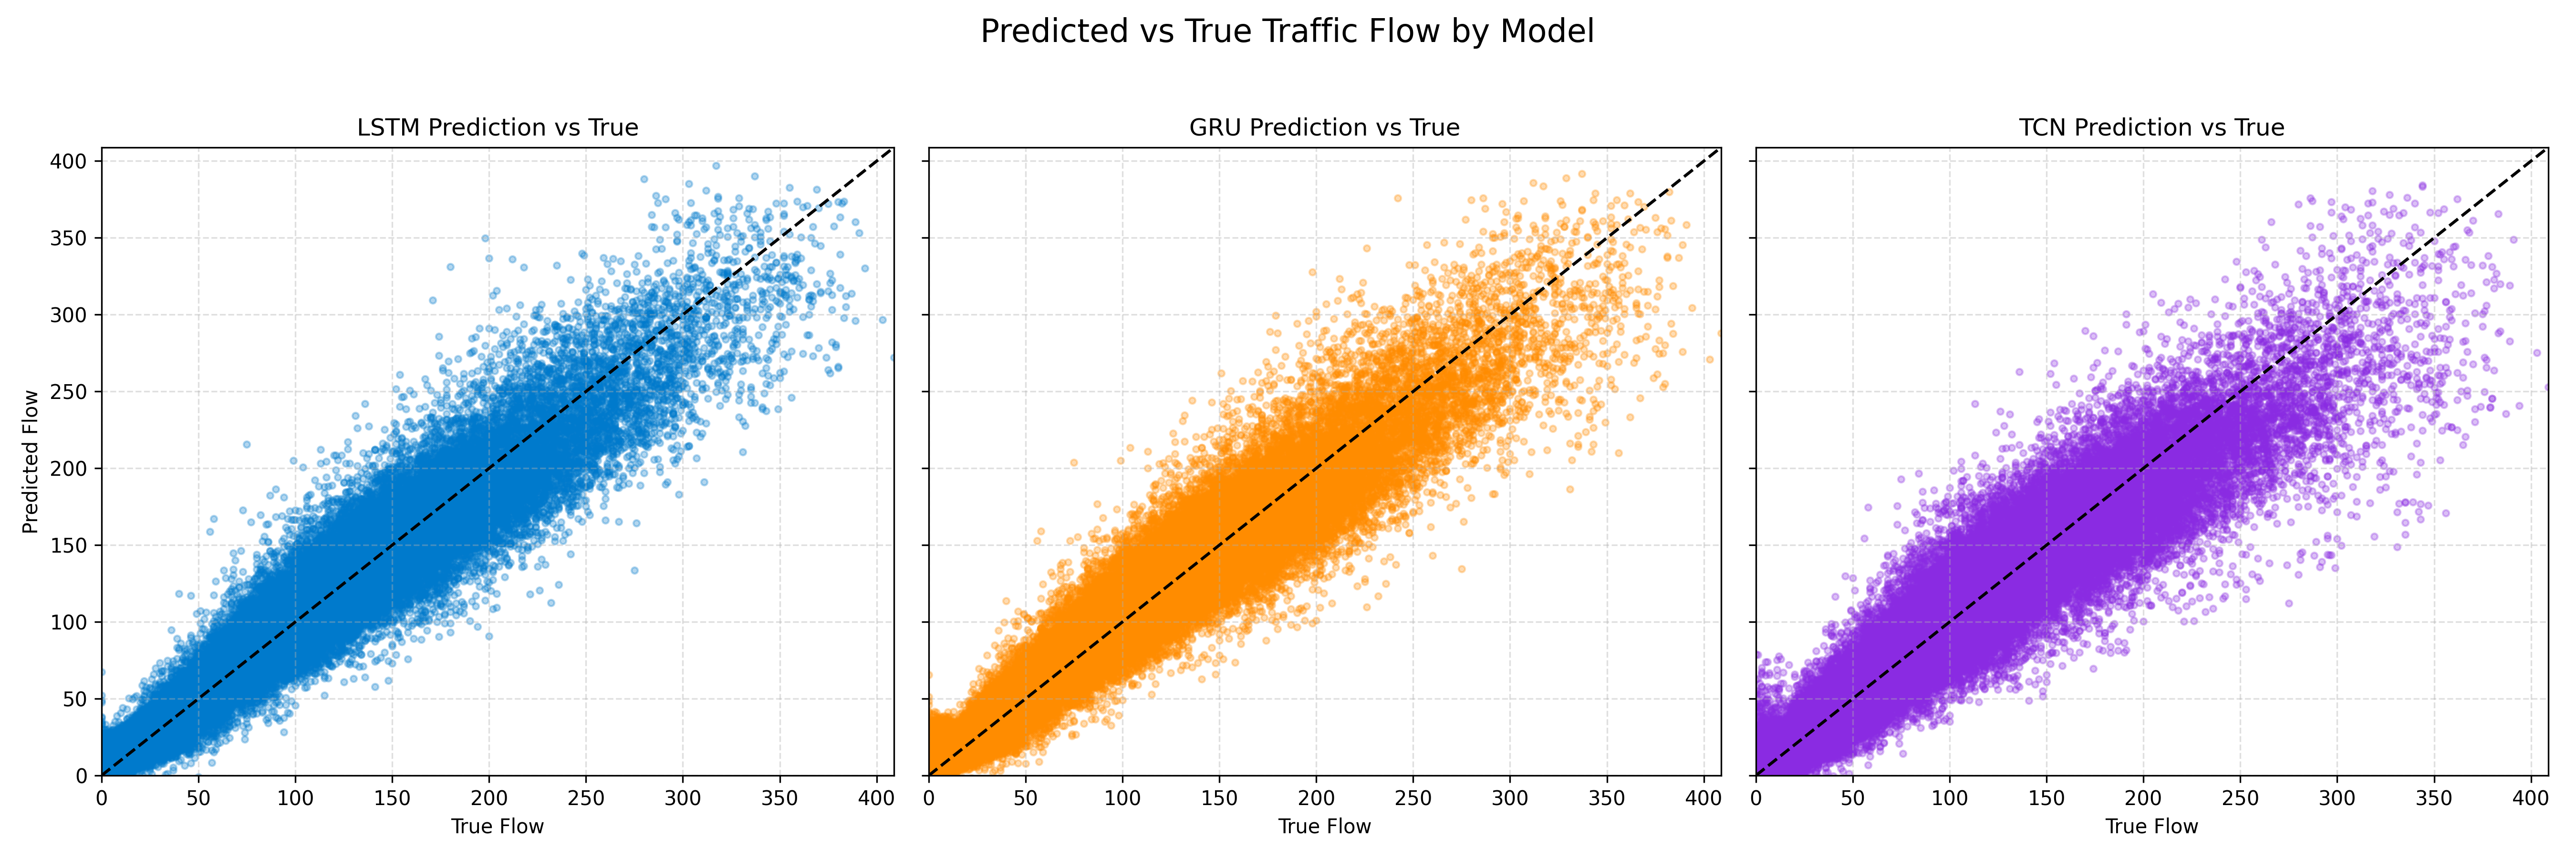 Predicted vs True Traffic Flow by Model
LSTM Prediction vs True
GRU Prediction vs True
TCN Prediction vs True
Predicted Flow
400
350
300
250
200
150
100
50
0
0 50 100 150 200 250 300 350 400
0 50 100 150 200 250 300 350 400
0 50 100 150 200 250 300 350 400
True Flow
True Flow
True Flow